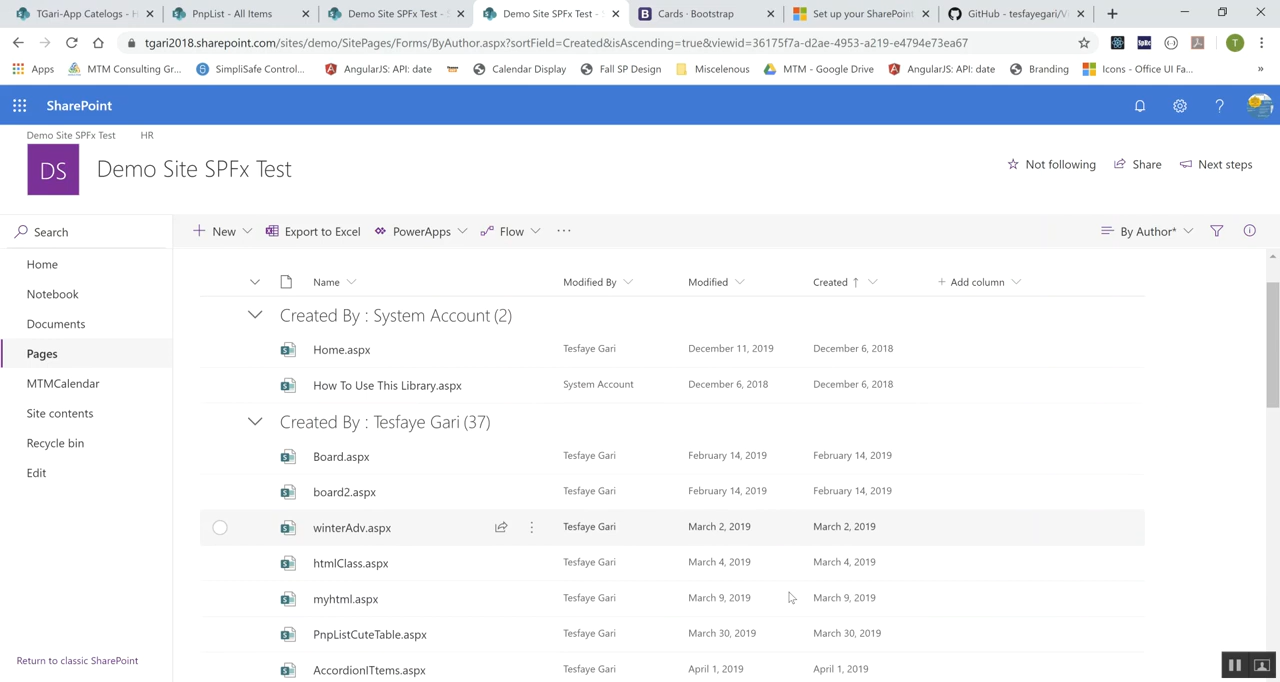 TGari-App Catelogs - H
PnpList - All Items
Demo Site SPFx Test - S
Demo Site SPFx Test - S
Cards · Bootstrap
Set up your SharePoint
GitHub - tesfayegari/V
tgari2018.sharepoint.com/sites/demo/SitePages/Forms/ByAuthor.aspx?sortField=Created&isAscending=true&viewid=36175f7a-d2ae-4953-a219-e4794e73ea67
T
Apps
MTM Consulting Gr...
SimpliSafe Control...
AngularJS: API: date
Calendar Display
Fall SP Design
Miscelenous
MTM - Google Drive
AngularJS: API: date
Branding
Icons - Office UI Fa...
»
SharePoint
?
Demo Site SPFx Test HR
DS
Demo Site SPFx Test
Not following
Share
Next steps
Search
New
Export to Excel
PowerApps
Flow
···
By Author*
Home
Notebook
Documents
Pages
MTMCalendar
Site contents
Recycle bin
Edit
Return to classic SharePoint
Name Modified By Modified Created ↑ + Add column
Created By : System Account (2)
Home.aspx Tesfaye Gari December 11, 2019 December 6, 2018
How To Use This Library.aspx System Account December 6, 2018 December 6, 2018
Created By : Tesfaye Gari (37)
Board.aspx Tesfaye Gari February 14, 2019 February 14, 2019
board2.aspx Tesfaye Gari February 14, 2019 February 14, 2019
winterAdv.aspx Tesfaye Gari March 2, 2019 March 2, 2019
htmlClass.aspx Tesfaye Gari March 4, 2019 March 4, 2019
myhtml.aspx Tesfaye Gari March 9, 2019 March 9, 2019
PnpListCuteTable.aspx Tesfaye Gari March 30, 2019 March 30, 2019
AccordionITtems.aspx Tesfaye Gari April 1, 2019 April 1, 2019